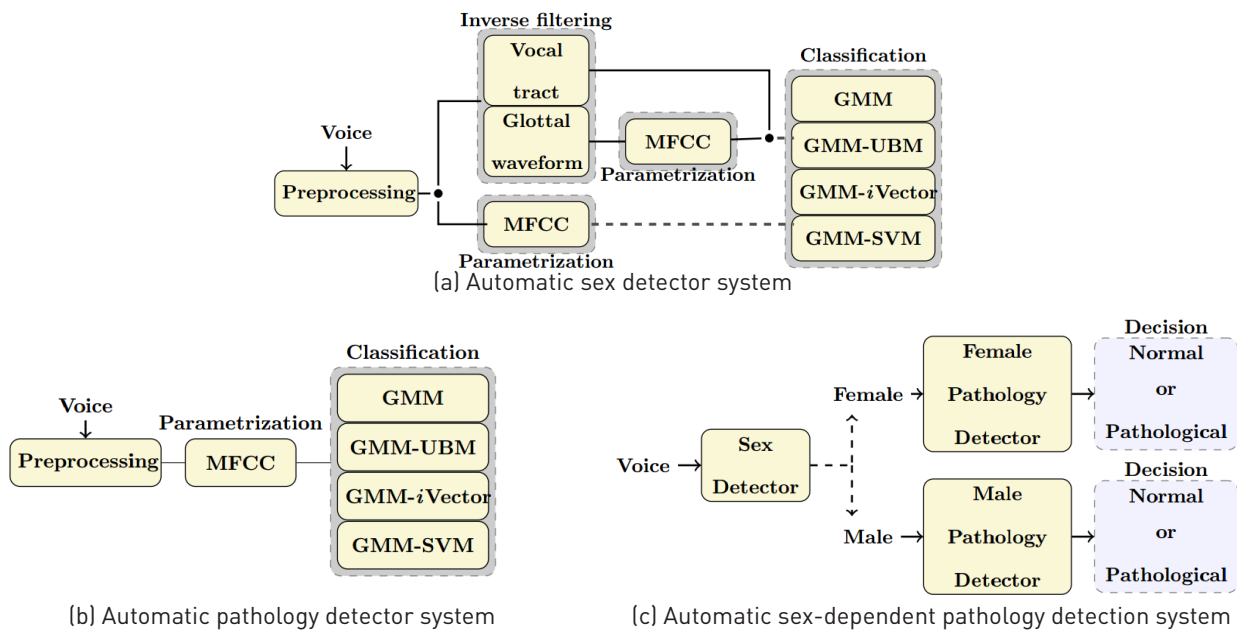 Inverse filtering
Vocal
tract
Glottal
waveform
Classification
GMM
GMM-UBM
GMM-iVector
GMM-SVM
MFCC
Parametrization
Voice
Preprocessing
MFCC
Parametrization
(a) Automatic sex detector system
Classification
GMM
GMM-UBM
GMM-iVector
GMM-SVM
Voice
Parametrization
Preprocessing
MFCC
(b) Automatic pathology detector system
Voice
Sex
Detector
Female
Male
Female
Pathology
Detector
Decision
Normal
or
Pathological
Male
Pathology
Detector
Decision
Normal
or
Pathological
(c) Automatic sex-dependent pathology detection system